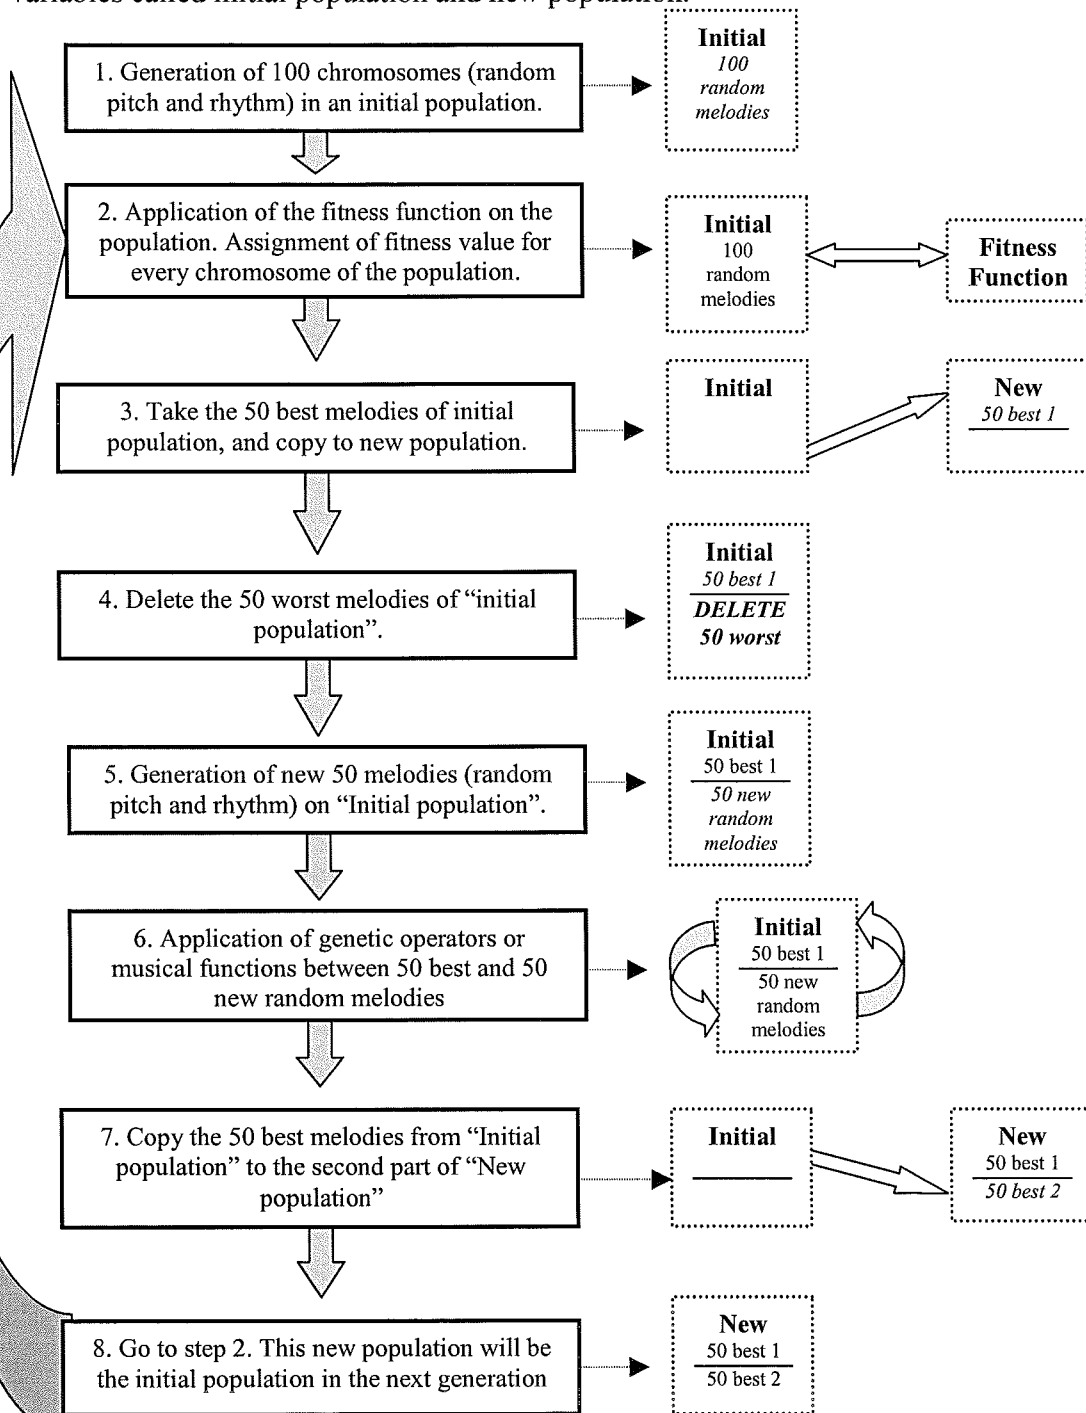 variables called initial population and new population.
1. Generation of 100 chromosomes (random
pitch and rhythm) in an initial population.
Initial
100
random
melodies
2. Application of the fitness function on the
population. Assignment of fitness value for
every chromosome of the population.
Initial
100
random
melodies
Fitness
Function
3. Take the 50 best melodies of initial
population, and copy to new population.
Initial
New
50 best 1
4. Delete the 50 worst melodies of “initial
population”.
Initial
50 best 1
DELETE
50 worst
5. Generation of new 50 melodies (random
pitch and rhythm) on “Initial population”.
Initial
50 best 1
50 new
random
melodies
6. Application of genetic operators or
musical functions between 50 best and 50
new random melodies
Initial
50 best 1
50 new
random
melodies
7. Copy the 50 best melodies from “Initial
population” to the second part of “New
population”
Initial
New
50 best 1
50 best 2
8. Go to step 2. This new population will be
the initial population in the next generation
New
50 best 1
50 best 2